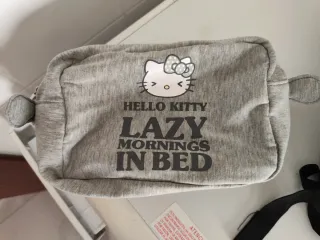 HELLO KITTY
LAZY
MORNINGS
IN BED